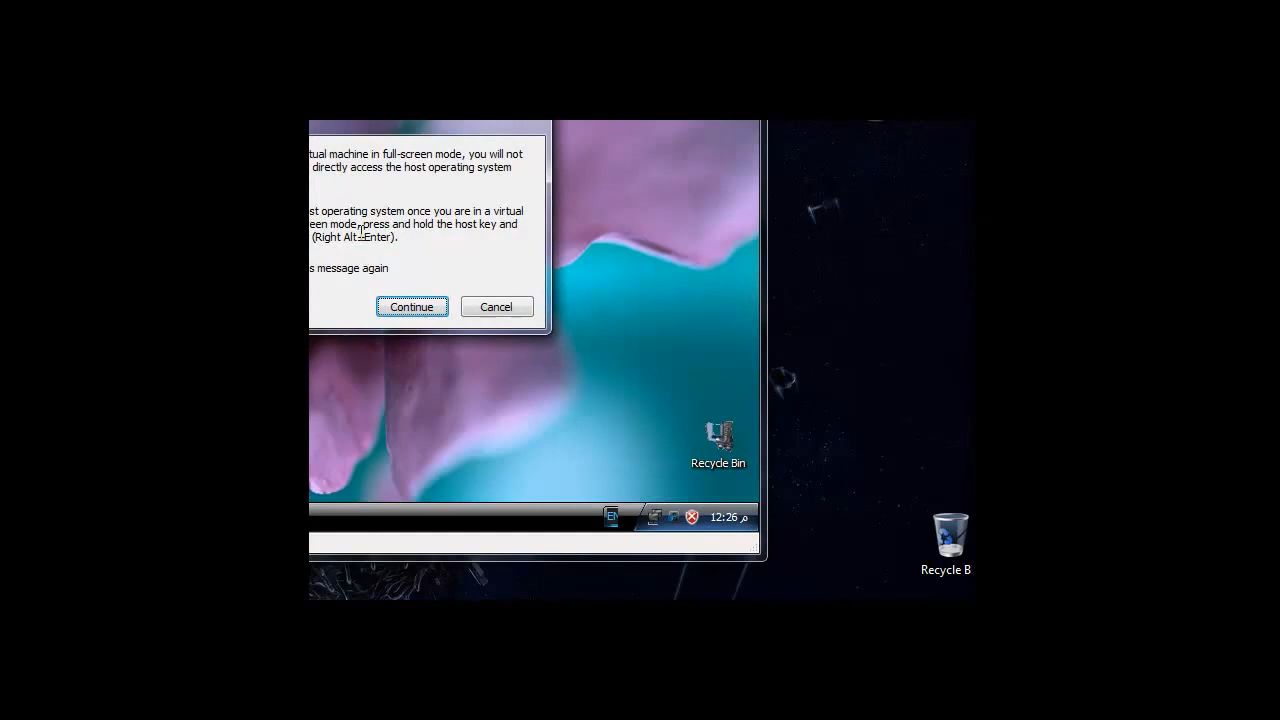 tual machine in full-screen mode, you will not
directly access the host operating system
st operating system once you are in a virtual
een mode, press and hold the host key and
(Right Alt+Enter).
s message again
Continue
Cancel
Recycle Bin
EN
12:26 م
Recycle B